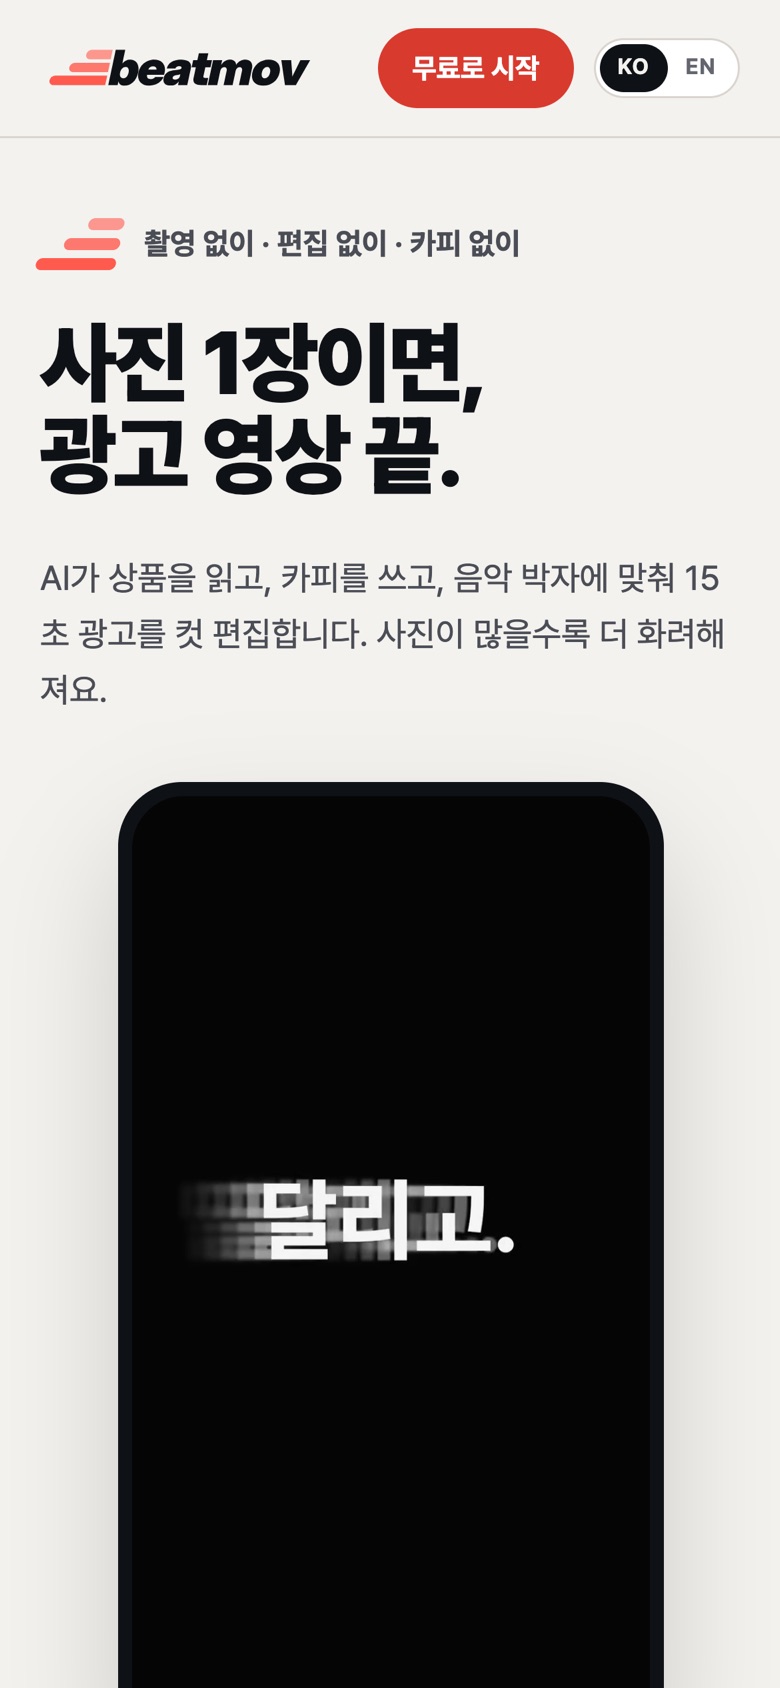 beatmov
무료로 시작
KO
EN
촬영 없이 · 편집 없이 · 카피 없이
사진 1장이면,
광고 영상 끝.
AI가 상품을 읽고, 카피를 쓰고, 음악 박자에 맞춰 15
초 광고를 컷 편집합니다. 사진이 많을수록 더 화려해
져요.
달리고.